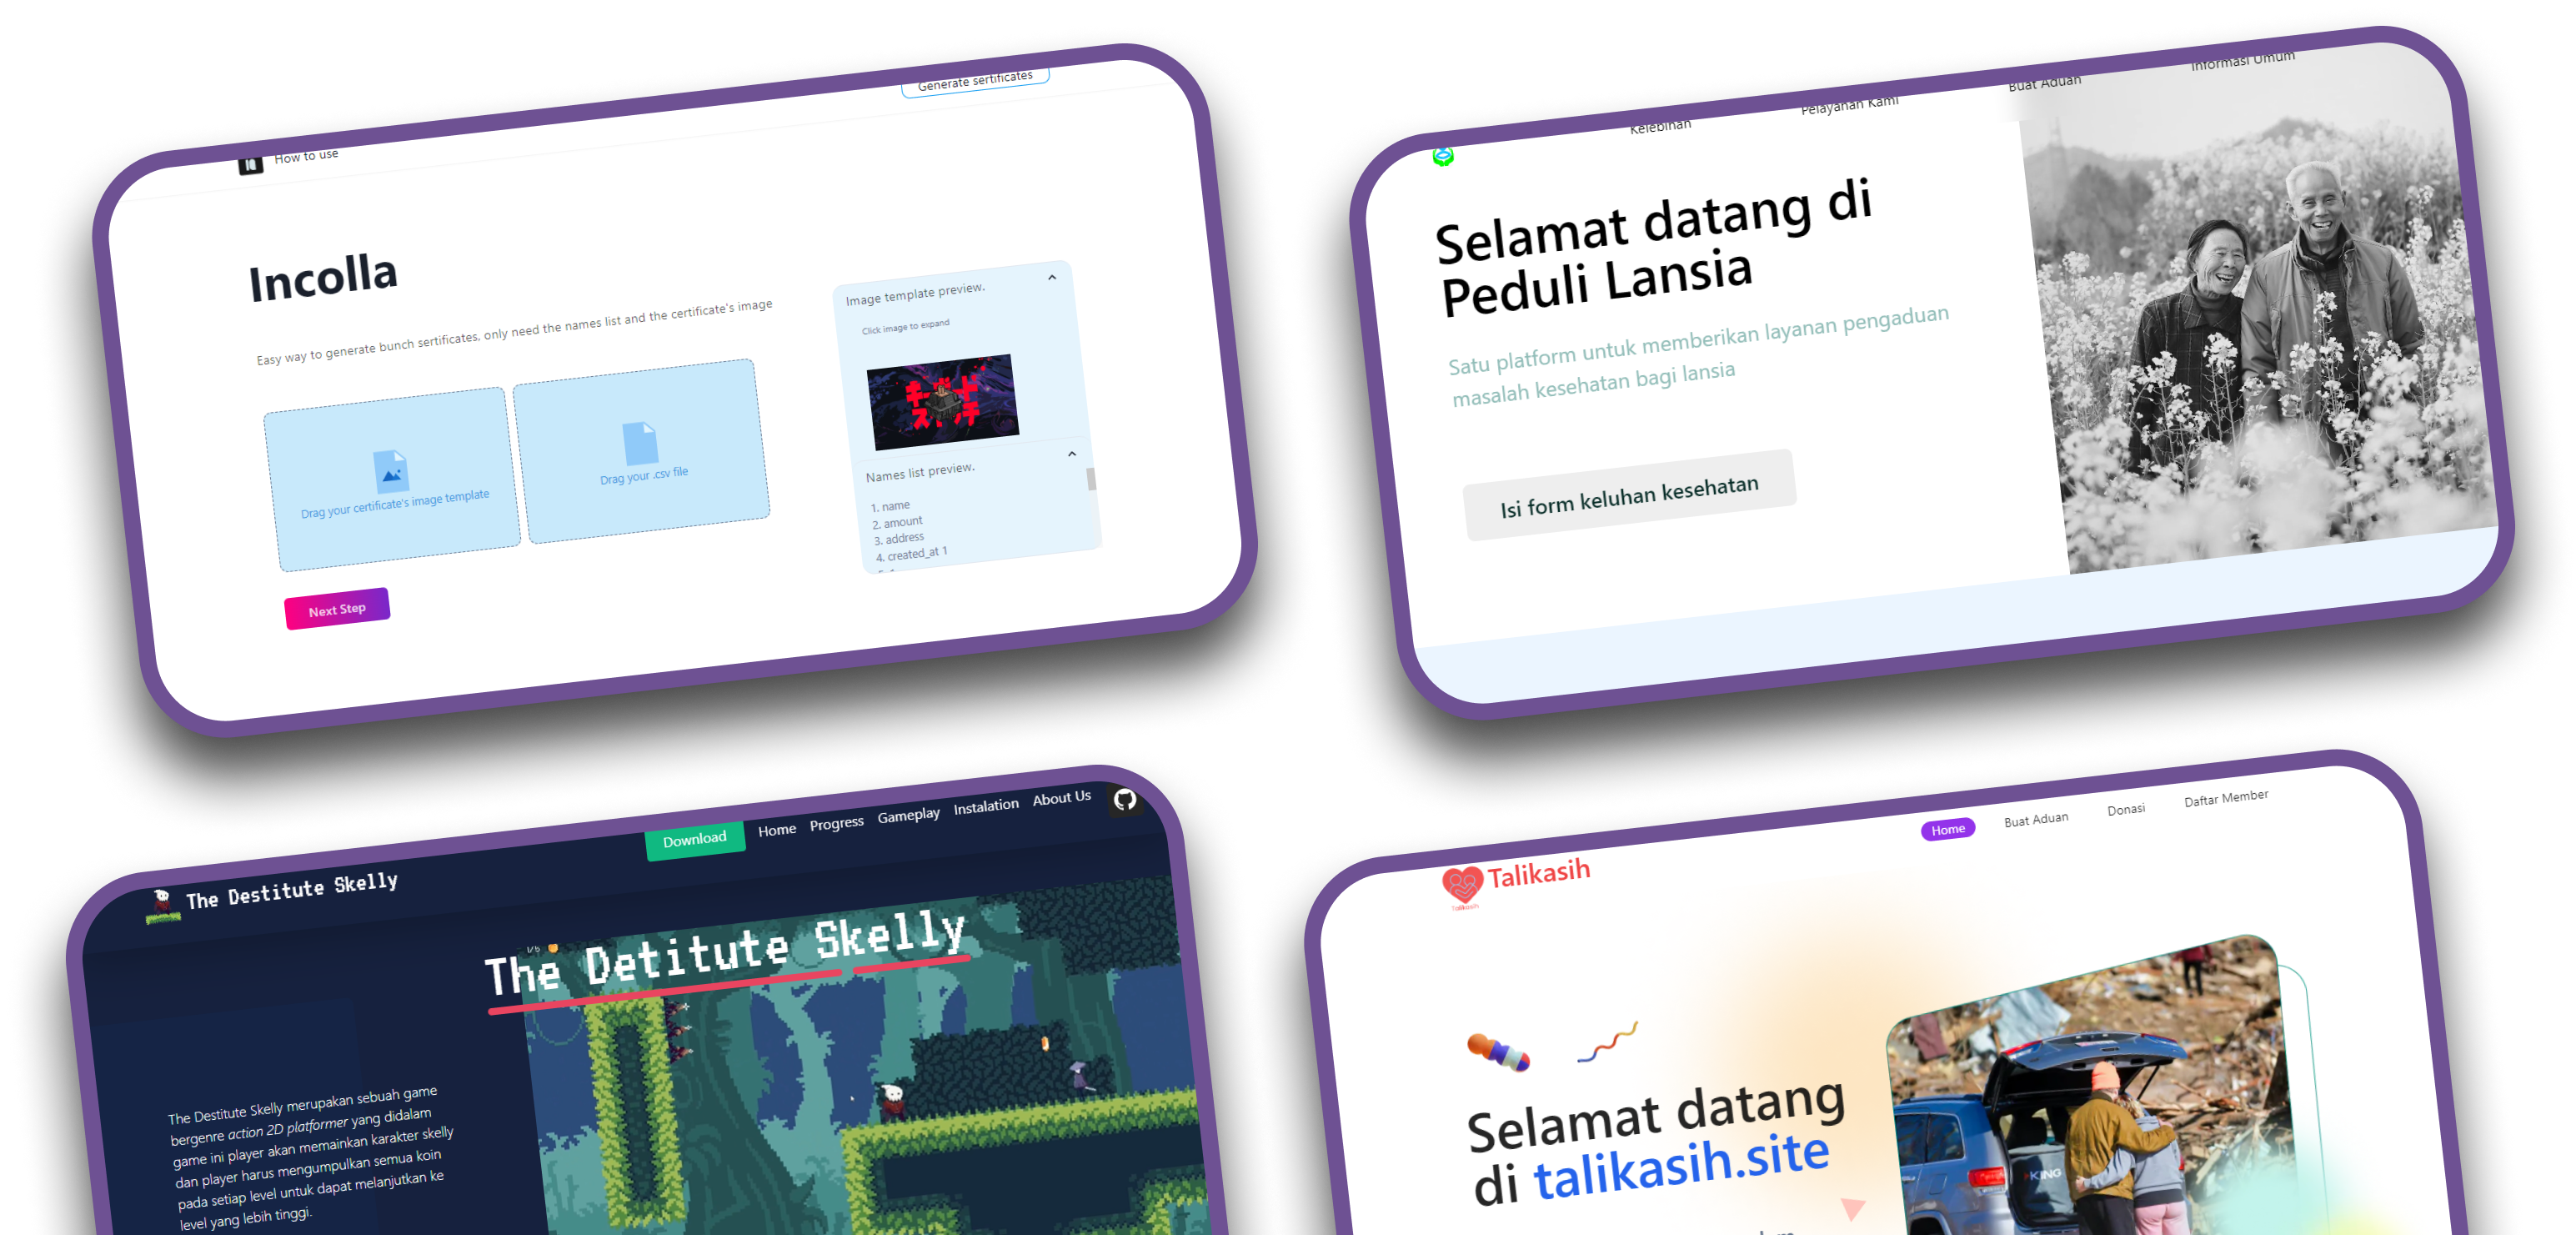 Generate sertificates
How to use
Incolla
Easy way to generate bunch sertificates, only need the names list and the certificate's image
Drag your certificate's image template
Drag your .csv file
Next Step
Image template preview.
Click image to expand
Names list preview.
1. name
2. amount
3. address
4. created_at 1
Kelebihan
Pelayanan Kami
Buat Aduan
Informasi Umum
Selamat datang di
Peduli Lansia
Satu platform untuk memberikan layanan pengaduan
masalah kesehatan bagi lansia
Isi form keluhan kesehatan
The Destitute Skelly
Download
Home
Progress
Gameplay
Instalation
About Us
The Detitute Skelly
1/5
The Destitute Skelly merupakan sebuah game
bergenre action 2D platformer yang didalam
game ini player akan memainkan karakter skelly
dan player harus mengumpulkan semua koin
pada setiap level untuk dapat melanjutkan ke
level yang lebih tinggi.
Talikasih
Talikasih
Home
Buat Aduan
Donasi
Daftar Member
Selamat datang
di talikasih.site
KING